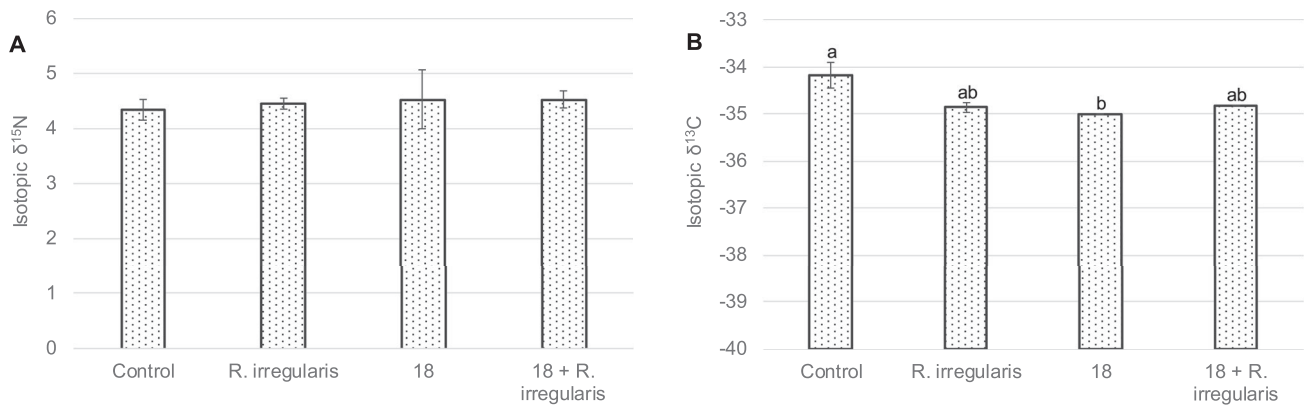 A
Isotopic δ15N
6
5
4
3
2
1
0
Control
R. irregularis
18
18 + R.
irregularis
B
Isotopic δ13C
-33
-34
-35
-36
-37
-38
-39
-40
a
ab
b
ab
Control
R. irregularis
18
18 + R.
irregularis